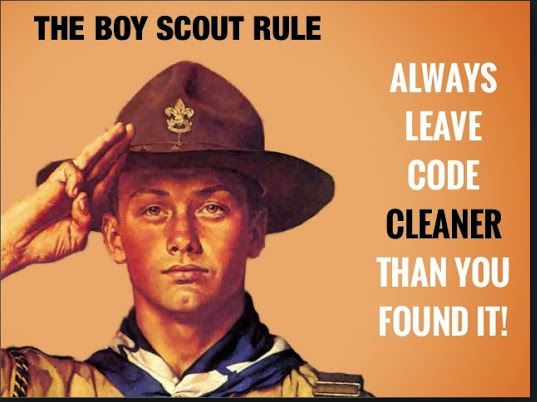 THE BOY SCOUT RULE
ALWAYS
LEAVE
CODE
CLEANER
THAN YOU
FOUND IT!